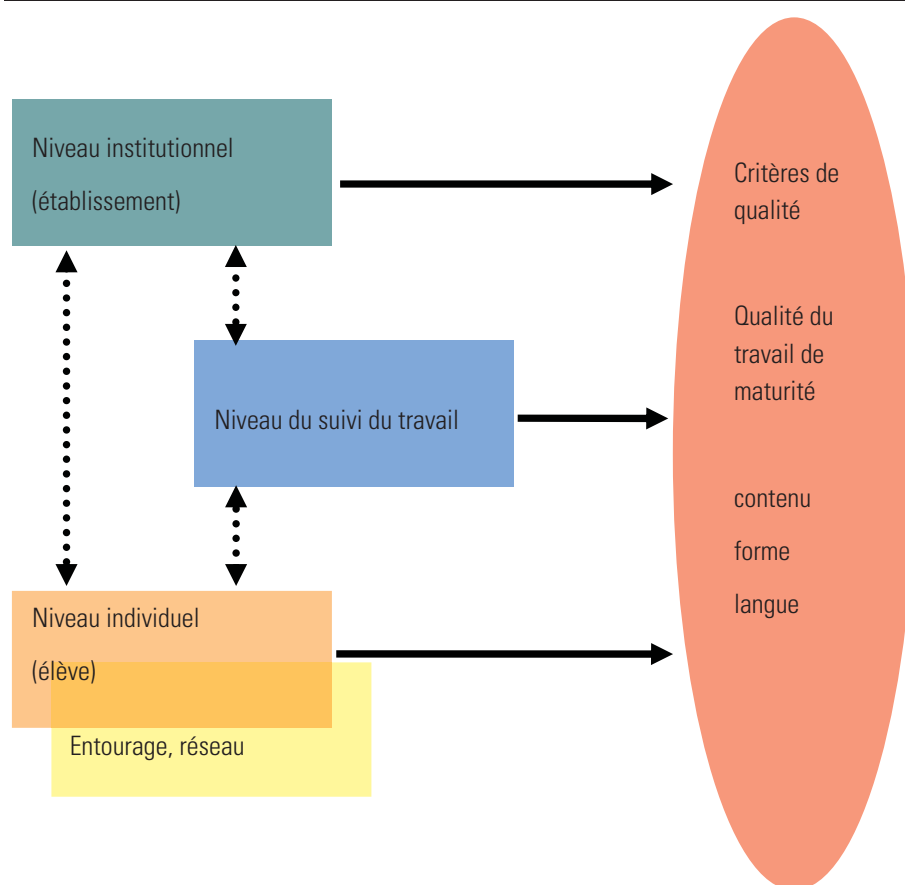 Niveau institutionnel
(établissement)
Critères de
qualité
Qualité du
travail de
maturité
Niveau du suivi du travail
contenu
forme
langue
Niveau individuel
(élève)
Entourage, réseau